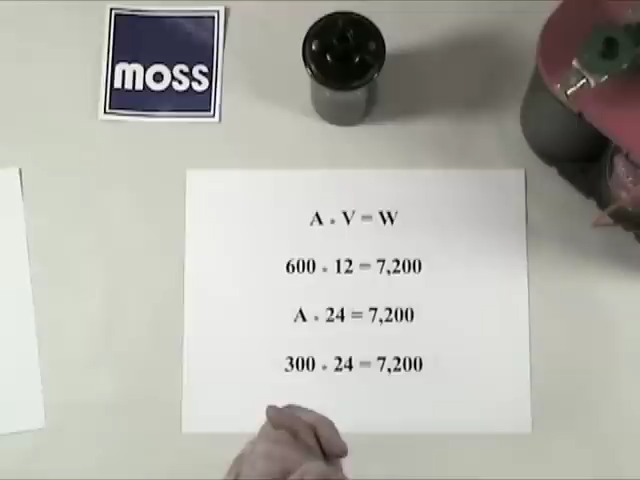 moss
A · V = W
600 · 12 = 7,200
A · 24 = 7,200
300 · 24 = 7,200